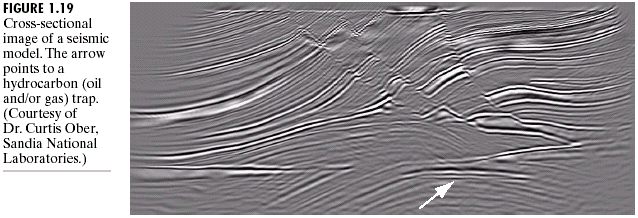 FIGURE 1.19
Cross-sectional
image of a seismic
model. The arrow
points to a
hydrocarbon (oil
and/or gas) trap.
(Courtesy of
Dr. Curtis Ober,
Sandia National
Laboratories.)